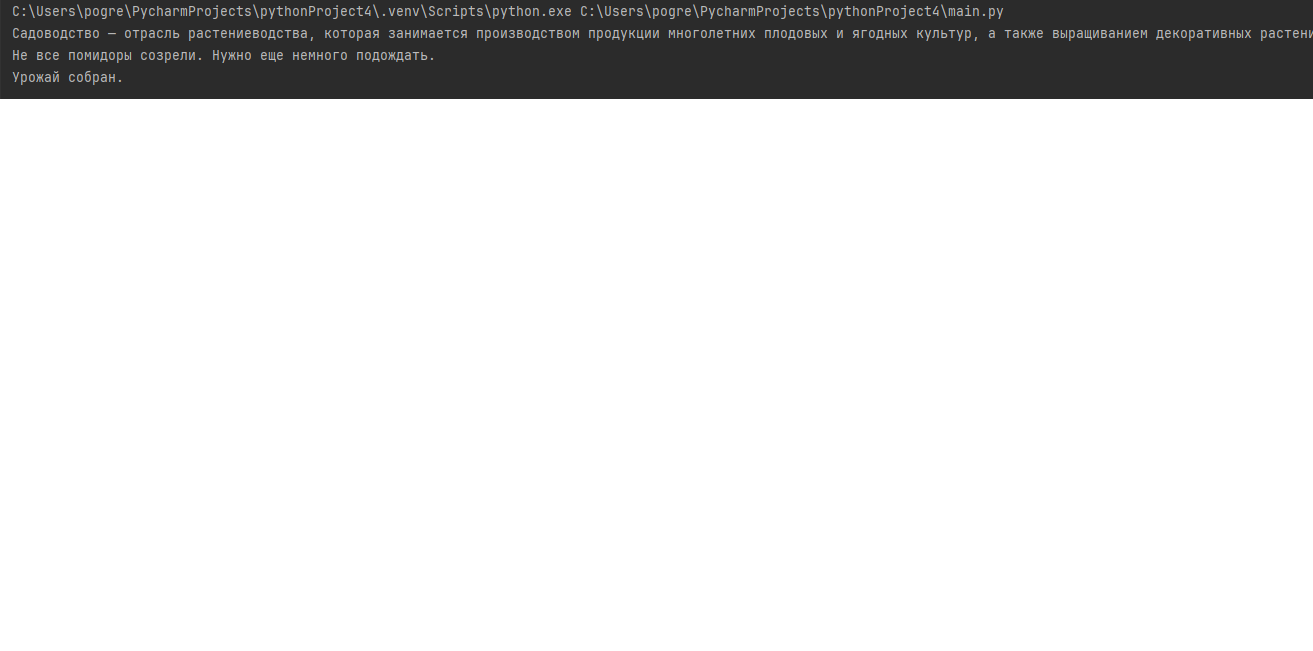 C:\Users\pogre\PycharmProjects\pythonProject4\.venv\Scripts\python.exe C:\Users\pogre\PycharmProjects\pythonProject4\main.py
Садоводство — отрасль растениеводства, которая занимается производством продукции многолетних плодовых и ягодных культур, а также выращиванием декоративных
Не все помидоры созрели. Нужно еще немного подождать.
Урожай собран.